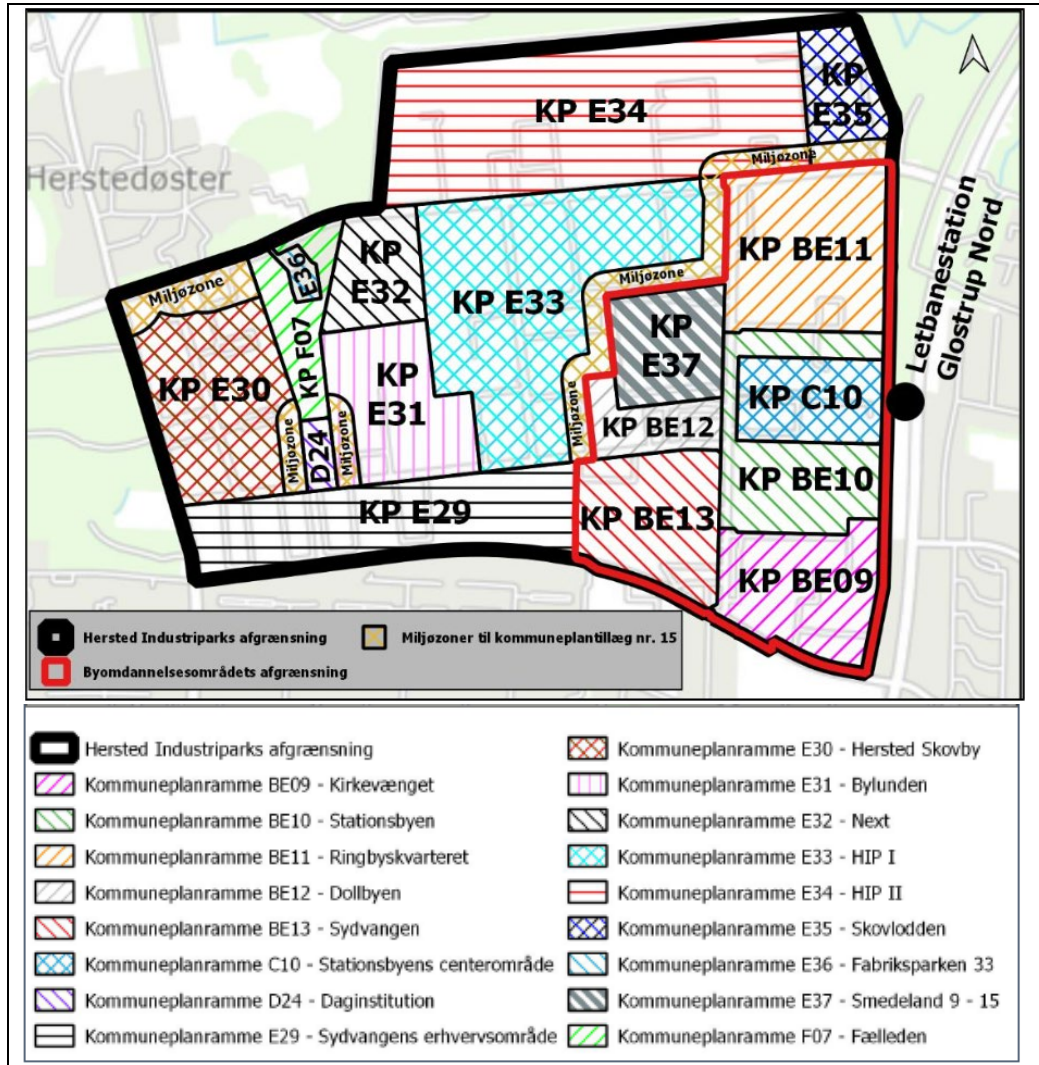 KP E34
KP
E35
Miljøzone
Herstedøster
KP BE11
KP
E32
E36
KP E33
Miljøzone
Miljøzone
KP
E37
Letbanestation
Glostrup Nord
KP F07
KP E30
KP
E31
KP C10
Miljøzone
KP BE12
Miljøzone
D24
Miljøzone
KP BE10
KP E29
KP BE13
KP BE09
Hersted Industriparks afgrænsning
Miljøzoner til kommuneplantillæg nr. 15
Byomdannelsesområdets afgrænsning
Hersted Industriparks afgrænsning
Kommuneplanramme BE09 - Kirkevænget
Kommuneplanramme BE10 - Stationsbyen
Kommuneplanramme BE11 - Ringbyskvarteret
Kommuneplanramme BE12 - Dollbyen
Kommuneplanramme BE13 - Sydvangen
Kommuneplanramme C10 - Stationsbyens centerområde
Kommuneplanramme D24 - Daginstitution
Kommuneplanramme E29 - Sydvangens erhvervsområde
Kommuneplanramme E30 - Hersted Skovby
Kommuneplanramme E31 - Bylunden
Kommuneplanramme E32 - Next
Kommuneplanramme E33 - HIP I
Kommuneplanramme E34 - HIP II
Kommuneplanramme E35 - Skovlodden
Kommuneplanramme E36 - Fabriksparken 33
Kommuneplanramme E37 - Smedeland 9 - 15
Kommuneplanramme F07 - Fælleden